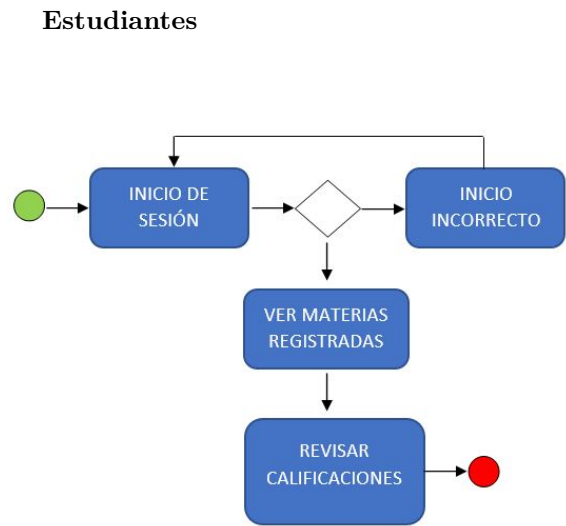 Estudiantes
INICIO DE
SESIÓN
INICIO
INCORRECTO
VER MATERIAS
REGISTRADAS
REVISAR
CALIFICACIONES